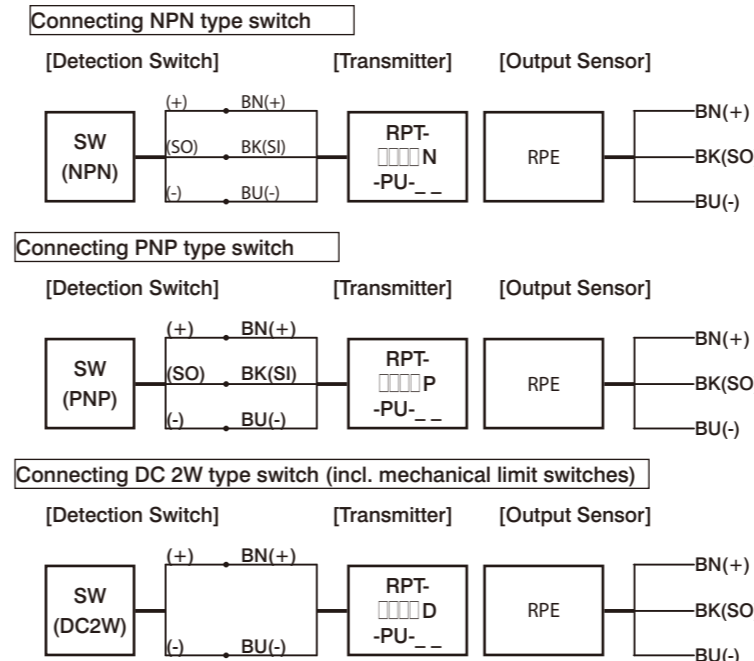 Connecting NPN type switch
[Detection Switch] [Transmitter] [Output Sensor]
(+) BN(+) BN(+)
SW (NPN) (SO) BK(SI) RPT-□□□□N -PU-_ _ RPE BK(SO
(-) BU(-) BU(-)
Connecting PNP type switch
[Detection Switch] [Transmitter] [Output Sensor]
(+) BN(+) BN(+)
SW (PNP) (SO) BK(SI) RPT-□□□□P -PU-_ _ RPE BK(SO
(-) BU(-) BU(-)
Connecting DC 2W type switch (incl. mechanical limit switches)
[Detection Switch] [Transmitter] [Output Sensor]
(+) BN(+) BN(+)
SW (DC2W) RPT-□□□□D -PU-_ _ RPE BK(SO
(-) BU(-) BU(-)